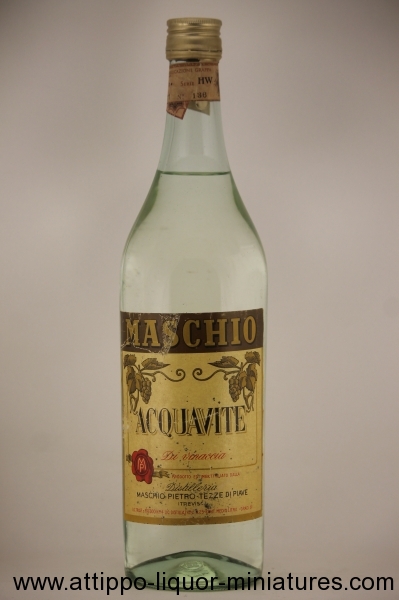 HW
MASCHIO
ACQUAVITE
Di vinaccia
Distilleria
MASCHIO PIETRO-TEZZE DI PIAVE
(TREVISO)
www.attippo-liquor-miniatures.com